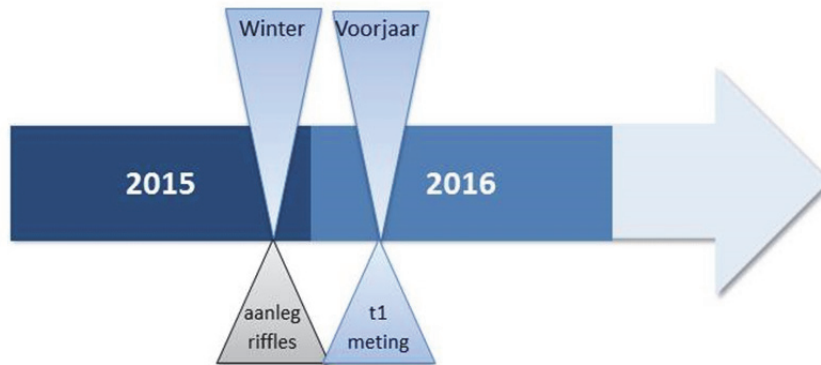 Winter
Voorjaar
2015
2016
aanleg
riffles
t1
meting